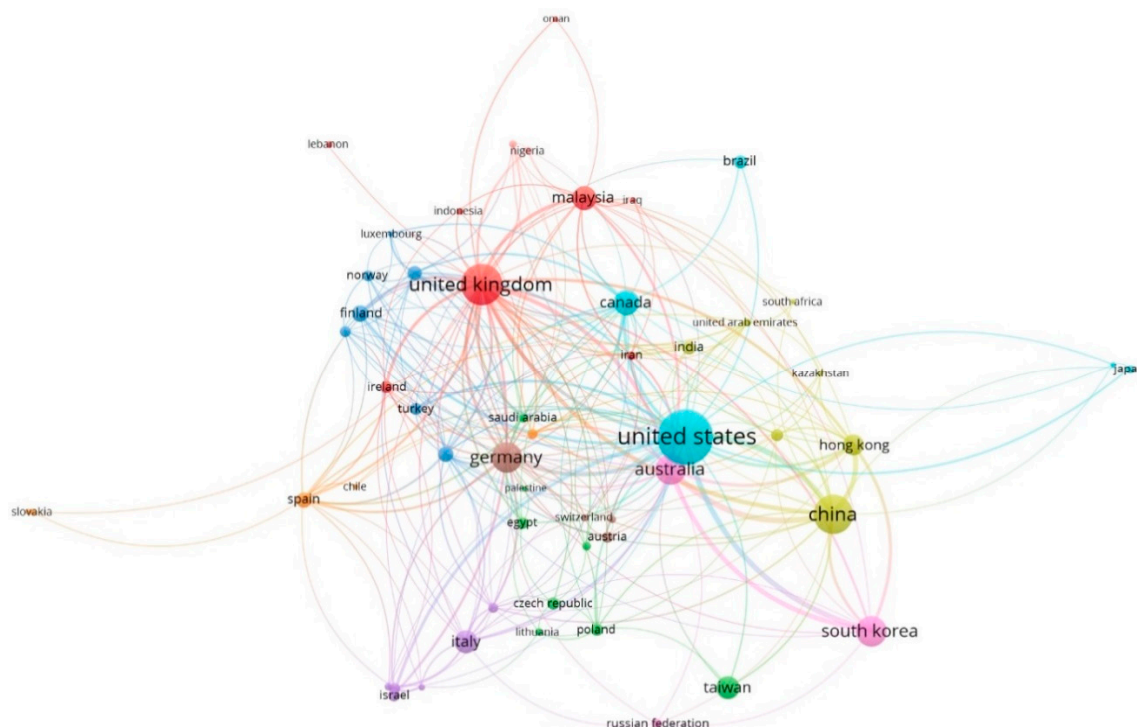 oman
lebanon
nigeria
brazil
malaysia
iraq
indonesia
luxembourg
norway
united kingdom
south africa
canada
finland
united arab emirates
india
iran
japa
kazakhstan
ireland
turkey
saudi arabia
united states
hong kong
germany
australia
chile
palestine
spain
slovakia
china
switzerland
egypt
austria
czech republic
lithuania
poland
south korea
italy
israel
taiwan
russian federation